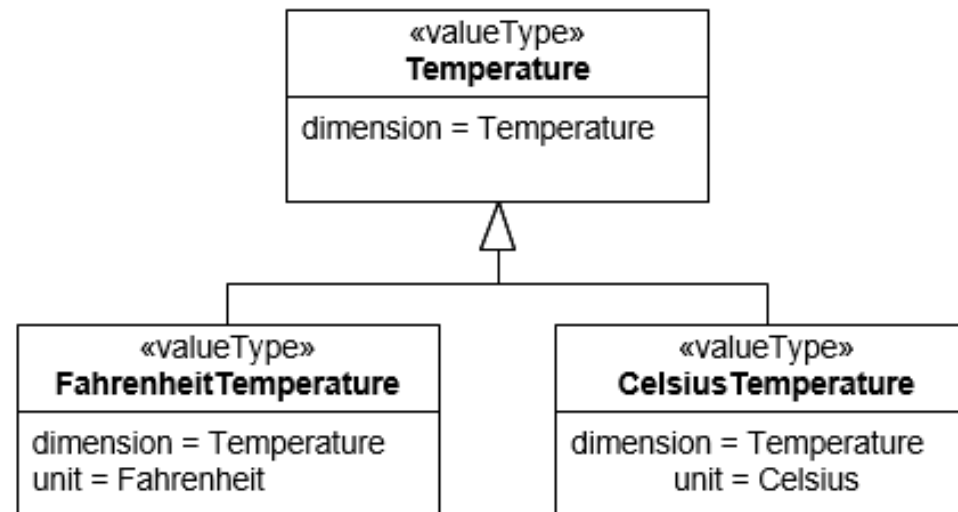 «valueType»
Temperature
dimension = Temperature
«valueType»
FahrenheitTemperature
dimension = Temperature
unit = Fahrenheit
«valueType»
CelsiusTemperature
dimension = Temperature
unit = Celsius